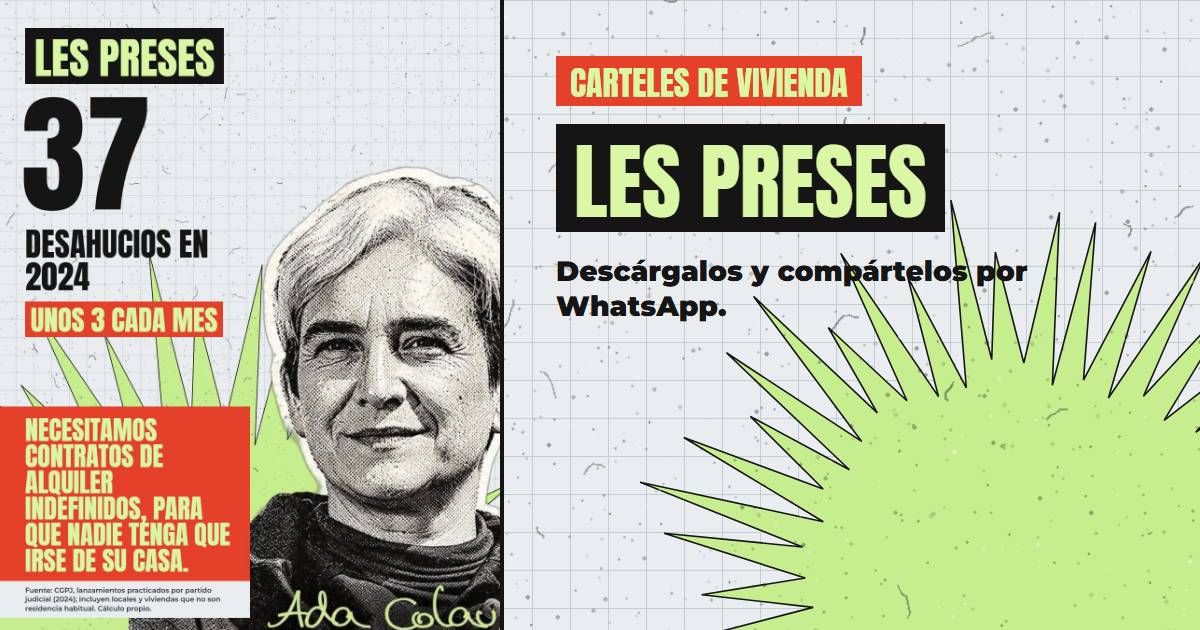 LES PRESES
37
DESAHUCIOS EN
2024
UNOS 3 CADA MES
NECESITAMOS
CONTRATOS DE
ALQUILER
INDEFINIDOS, PARA
QUE NADIE TENGA QUE
IRSE DE SU CASA.
Fuente: CGPJ, lanzamientos practicados por partido
judicial (2024); incluyen locales y viviendas que no son
residencia habitual. Cálculo propio.
Ada Colau
CARTELES DE VIVIENDA
LES PRESES
Descárgalos y compártelos por
WhatsApp.